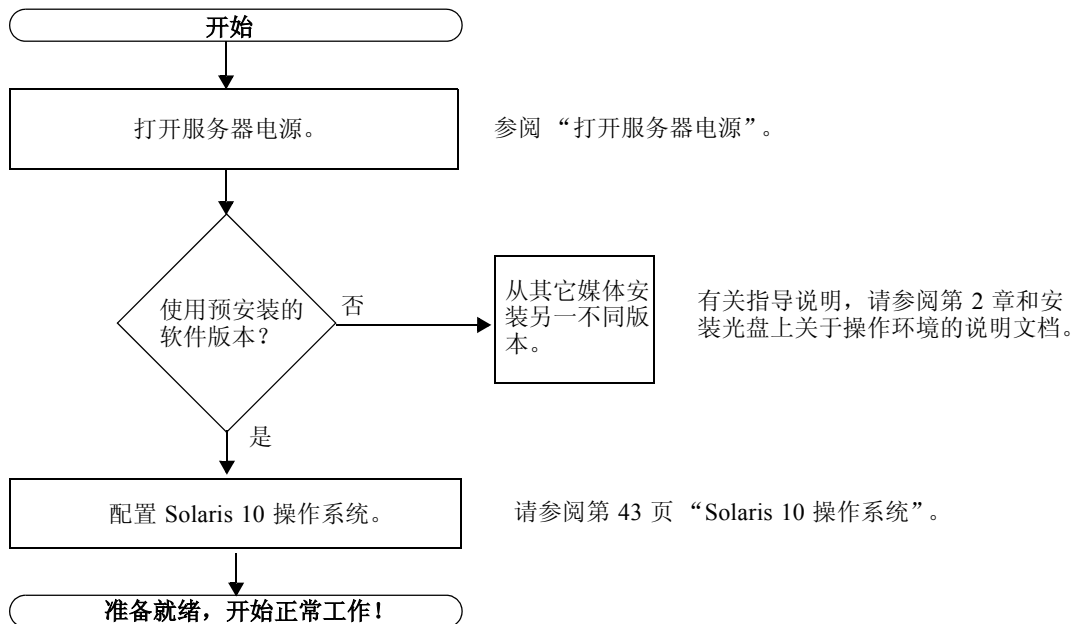 开始
打开服务器电源。
参阅 “打开服务器电源”。
使用预安装的
软件版本?
否
从其它媒体安
装另一不同版
本。
有关指导说明，请参阅第 2 章和安
装光盘上关于操作环境的说明文档。
是
配置 Solaris 10 操作系统。
请参阅第 43 页 “Solaris 10 操作系统”。
准备就绪，开始正常工作!